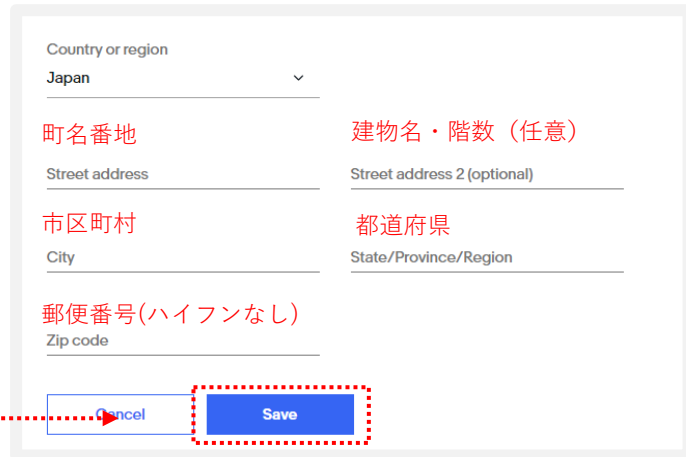 Country or region
Japan
町名番地
建物名・階数（任意）
Street address
Street address 2 (optional)
市区町村
都道府県
City
State/Province/Region
郵便番号(ハイフンなし)
Zip code
Cancel
Save